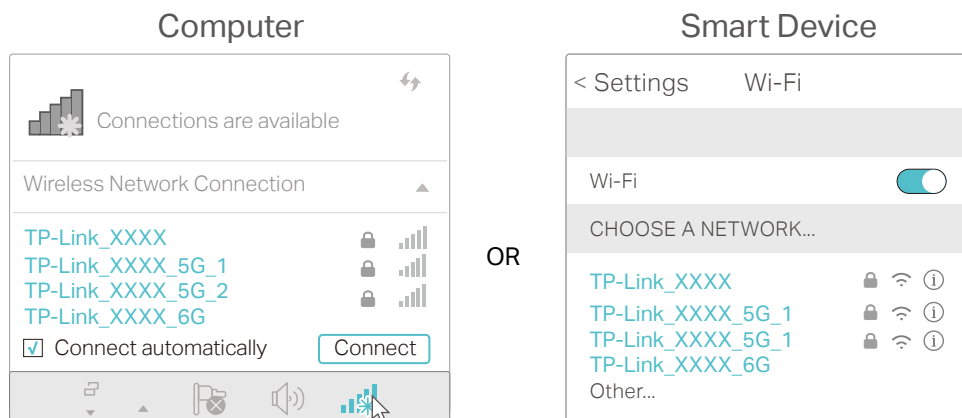 Computer
Connections are available
Wireless Network Connection
TP-Link_XXXX
TP-Link_XXXX_5G_1
TP-Link_XXXX_5G_2
TP-Link_XXXX_6G
Connect automatically
Connect
OR
Smart Device
< Settings Wi-Fi
Wi-Fi
CHOOSE A NETWORK...
TP-Link_XXXX
TP-Link_XXXX_5G_1
TP-Link_XXXX_5G_1
TP-Link_XXXX_6G
Other...